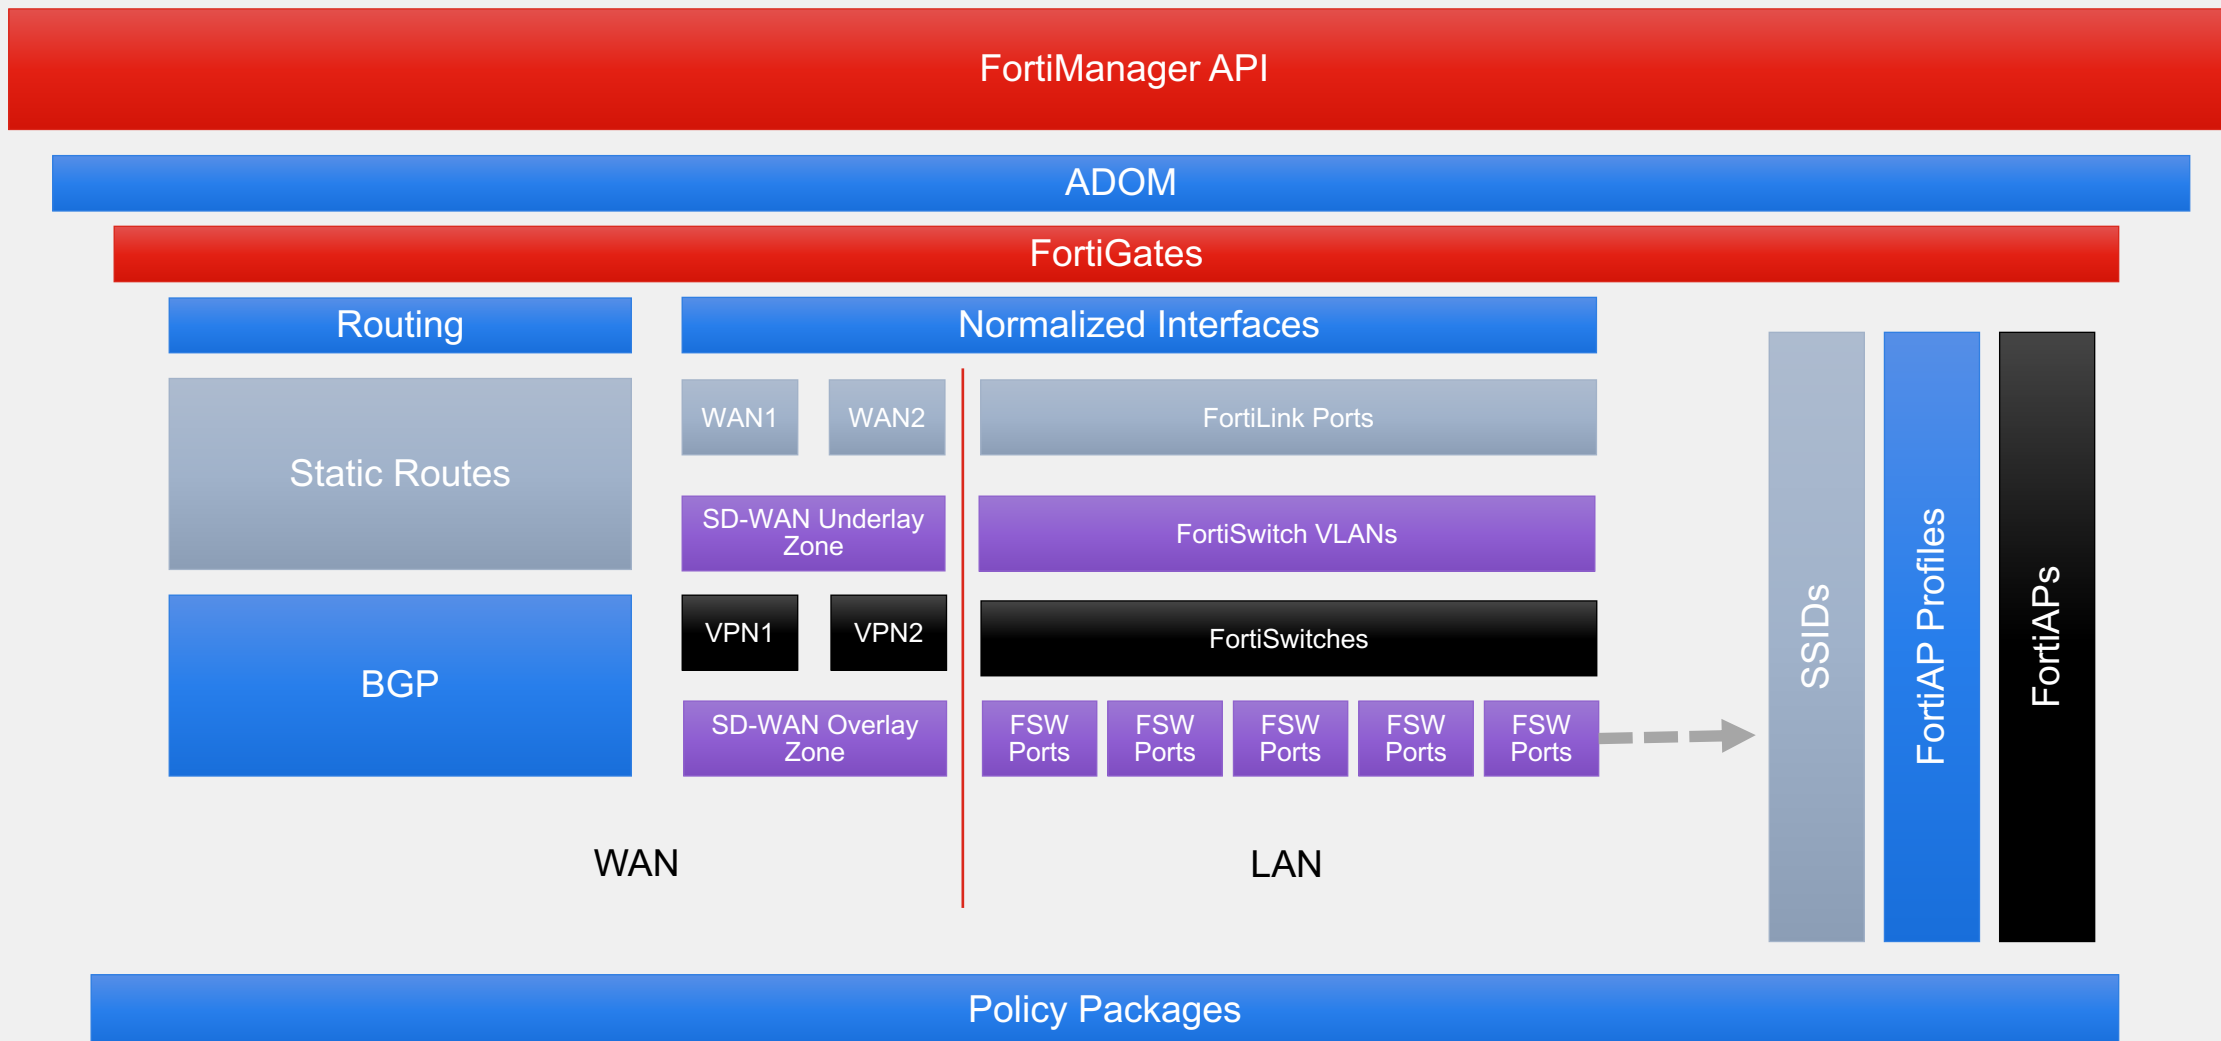 FortiManager API
ADOM
FortiGates
Routing
Normalized Interfaces
Static Routes
BGP
WAN1
WAN2
SD-WAN Underlay
Zone
VPN1
VPN2
SD-WAN Overlay
Zone
FortiLink Ports
FortiSwitch VLANs
FortiSwitches
FSW
Ports
FSW
Ports
FSW
Ports
FSW
Ports
FSW
Ports
SSIDs
FortiAP Profiles
FortiAPs
WAN
LAN
Policy Packages